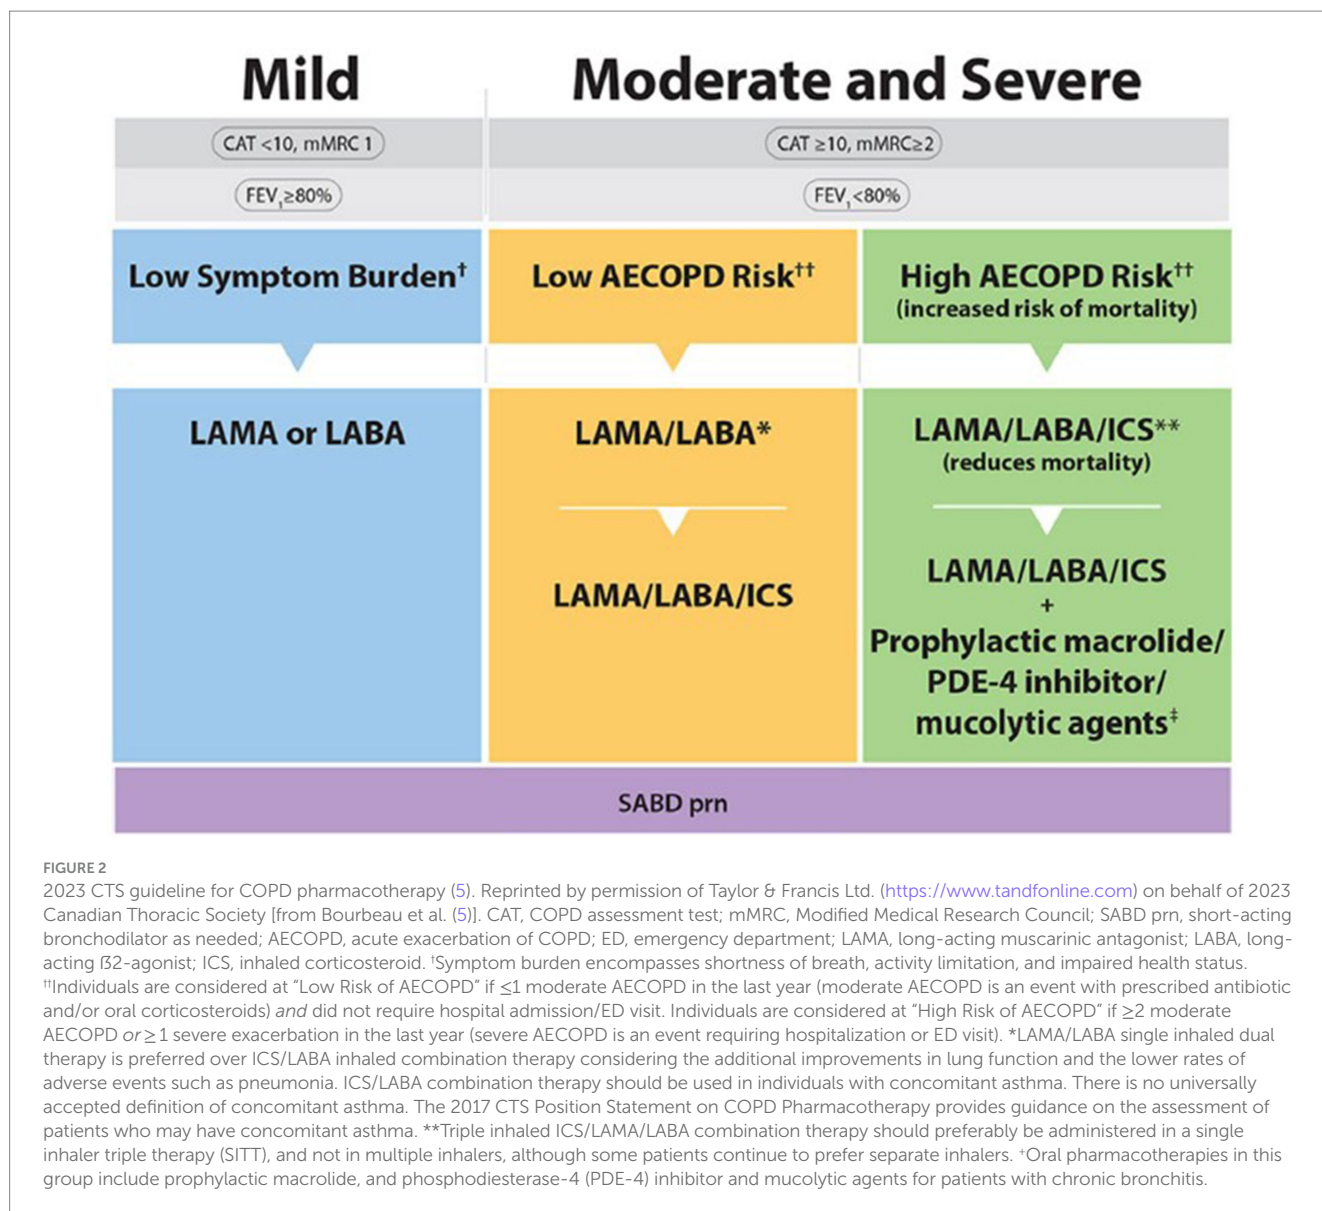 Mild
Moderate and Severe
CAT <10, mMRC 1
CAT ≥10, mMRC≥2
FEV₁≥80%
FEV₁<80%
Low Symptom Burden†
Low AECOPD Risk††
High AECOPD Risk††
(increased risk of mortality)
LAMA or LABA
LAMA/LABA*
LAMA/LABA/ICS
LAMA/LABA/ICS**
(reduces mortality)
LAMA/LABA/ICS
+
Prophylactic macrolide/
PDE-4 inhibitor/
mucolytic agents‡
SABD prn
FIGURE 2
2023 CTS guideline for COPD pharmacotherapy (5). Reprinted by permission of Taylor & Francis Ltd. (https://www.tandfonline.com) on behalf of 2023
Canadian Thoracic Society [from Bourbeau et al. (5)]. CAT, COPD assessment test; mMRC, Modified Medical Research Council; SABD prn, short-acting
bronchodilator as needed; AECOPD, acute exacerbation of COPD; ED, emergency department; LAMA, long-acting muscarinic antagonist; LABA, long-
acting ß2-agonist; ICS, inhaled corticosteroid. †Symptom burden encompasses shortness of breath, activity limitation, and impaired health status.
††Individuals are considered at “Low Risk of AECOPD” if ≤1 moderate AECOPD in the last year (moderate AECOPD is an event with prescribed antibiotic
and/or oral corticosteroids) and did not require hospital admission/ED visit. Individuals are considered at “High Risk of AECOPD” if ≥2 moderate
AECOPD or ≥1 severe exacerbation in the last year (severe AECOPD is an event requiring hospitalization or ED visit). *LAMA/LABA single inhaled dual
therapy is preferred over ICS/LABA inhaled combination therapy considering the additional improvements in lung function and the lower rates of
adverse events such as pneumonia. ICS/LABA combination therapy should be used in individuals with concomitant asthma. There is no universally
accepted definition of concomitant asthma. The 2017 CTS Position Statement on COPD Pharmacotherapy provides guidance on the assessment of
patients who may have concomitant asthma. **Triple inhaled ICS/LAMA/LABA combination therapy should preferably be administered in a single
inhaler triple therapy (SITT), and not in multiple inhalers, although some patients continue to prefer separate inhalers. ⁺Oral pharmacotherapies in this
group include prophylactic macrolide, and phosphodiesterase-4 (PDE-4) inhibitor and mucolytic agents for patients with chronic bronchitis.